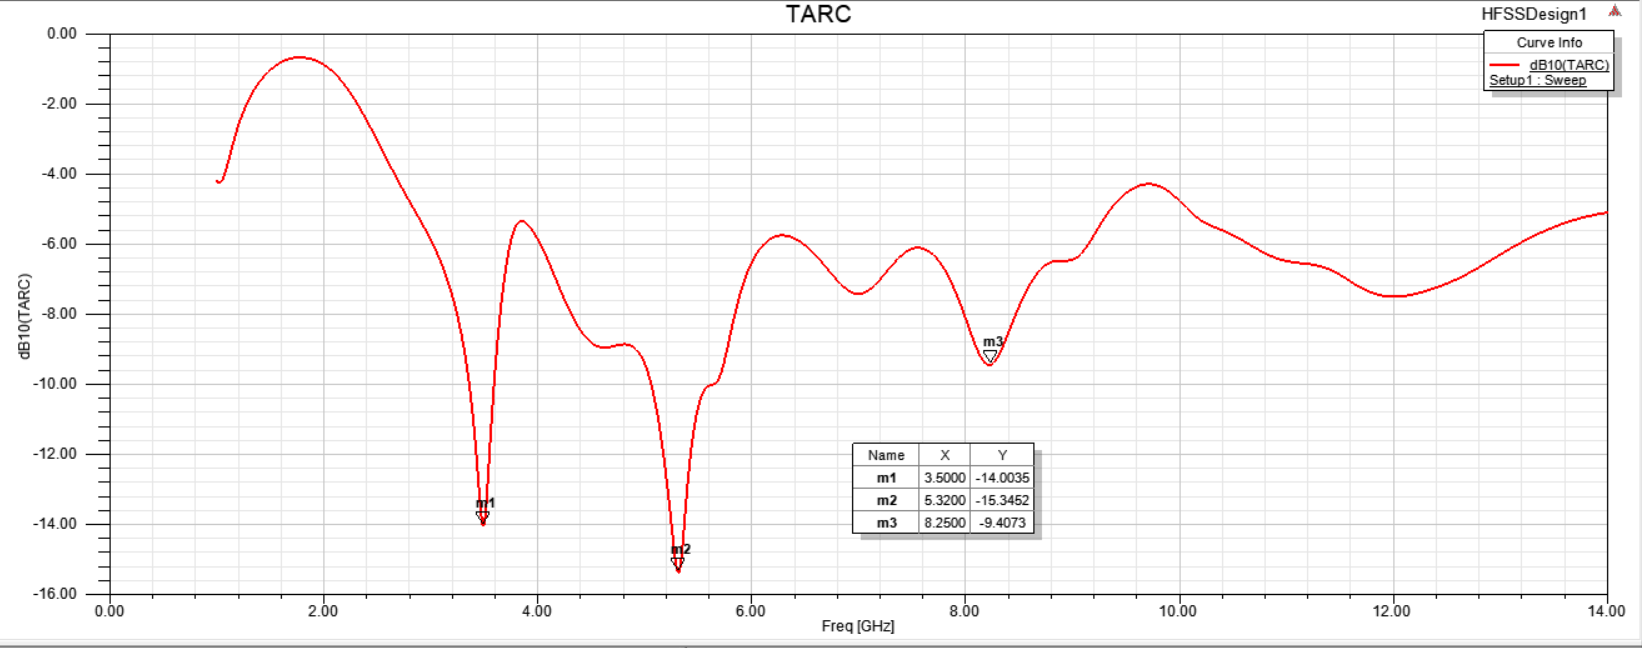 TARC
HFSSDesign1
Curve Info
dB10(TARC)
Setup1 : Sweep
0.00
-2.00
-4.00
-6.00
-8.00
-10.00
-12.00
-14.00
-16.00
dB10(TARC)
m1
m2
m3
Name X Y
m1 3.5000 -14.0035
m2 5.3200 -15.3452
m3 8.2500 -9.4073
0.00 2.00 4.00 6.00 8.00 10.00 12.00 14.00
Freq [GHz]